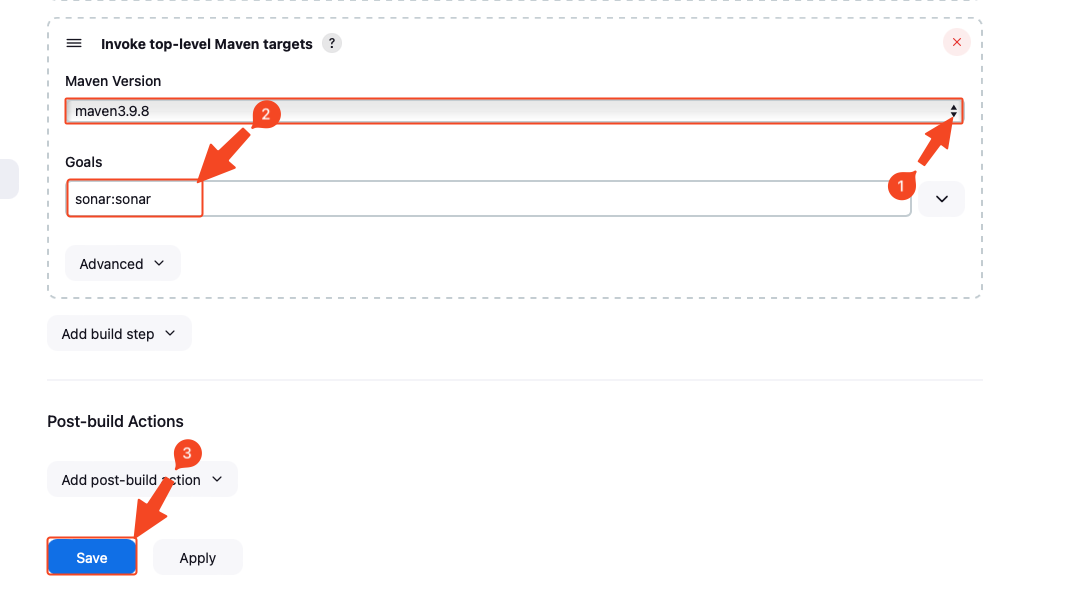 Invoke top-level Maven targets ?
Maven Version
maven3.9.8
2
Goals
1
sonar:sonar
Advanced
Add build step
Post-build Actions
3
Add post-build action
Save Apply